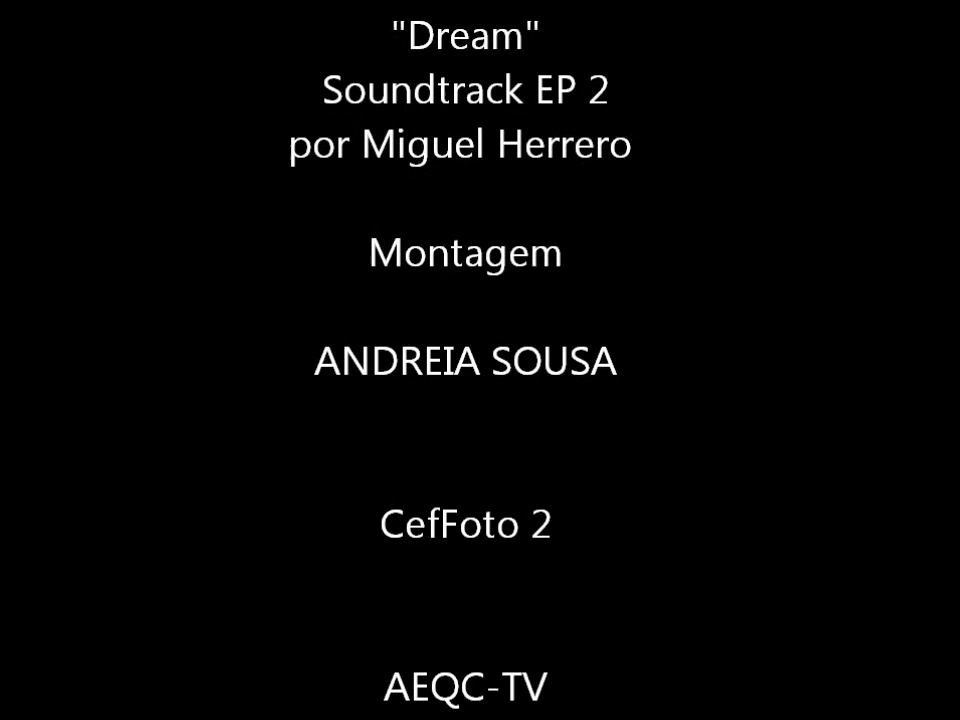 "Dream"
Soundtrack EP 2
por Miguel Herrero
Montagem
ANDREIA SOUSA
CefFoto 2
AEQC-TV